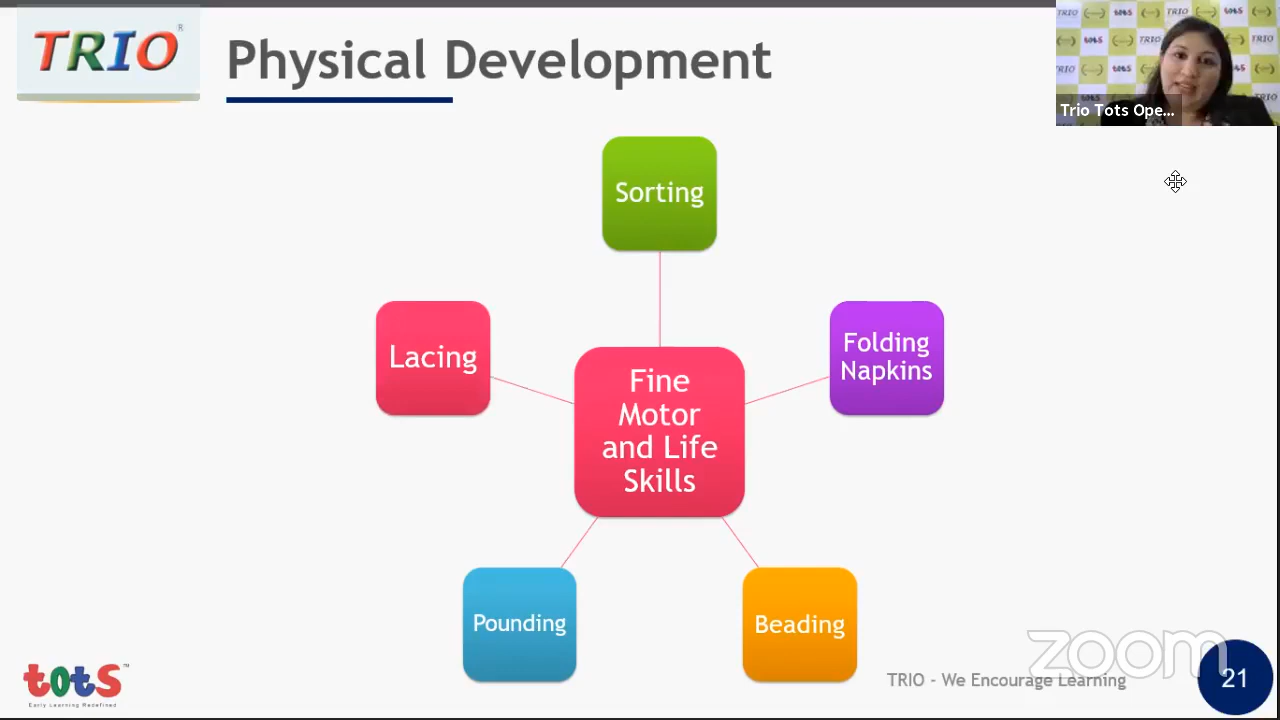 TRIO®
Physical Development
Trio Tots Ope...
Sorting
Lacing
Folding
Napkins
Fine
Motor
and Life
Skills
Pounding
Beading
zoom
tots™
Early Learning Redefined
TRIO - We Encourage Learning
21